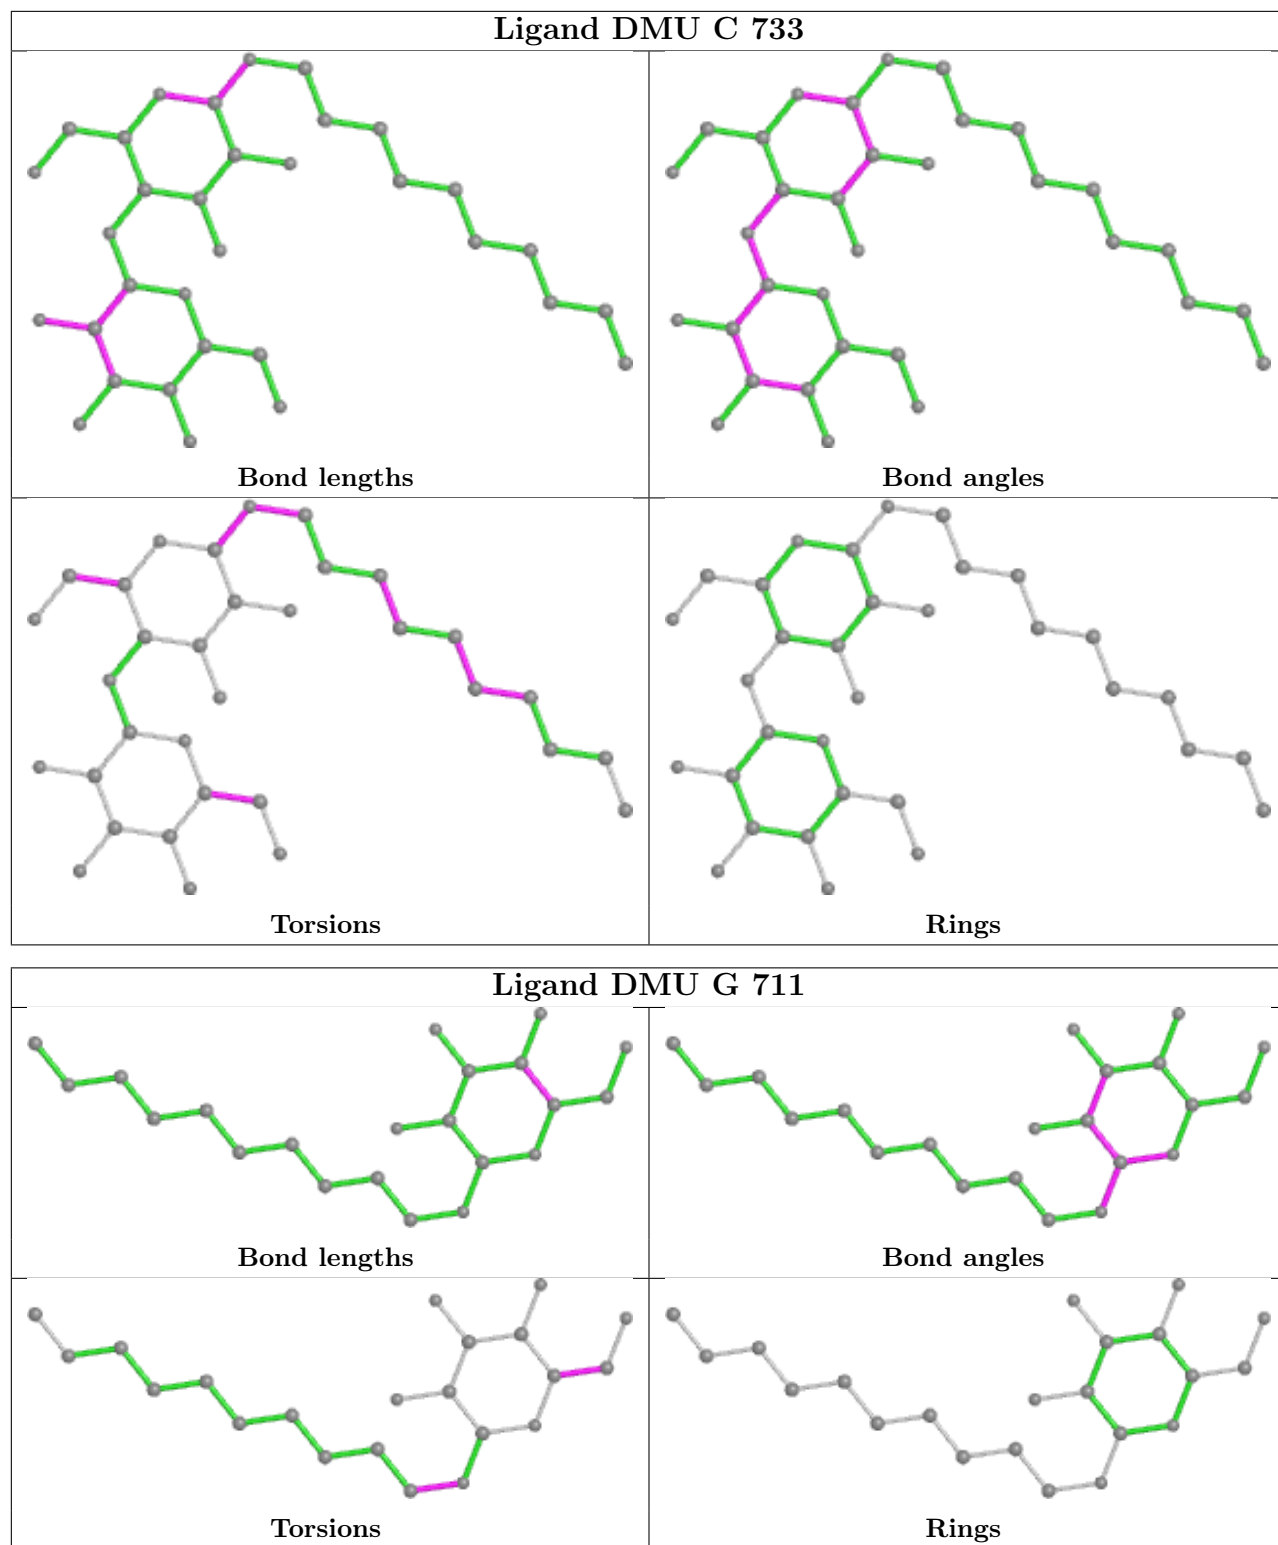 Ligand DMU C 733
Bond lengths
Bond angles
Torsions
Rings
Ligand DMU G 711
Bond lengths
Bond angles
Torsions
Rings